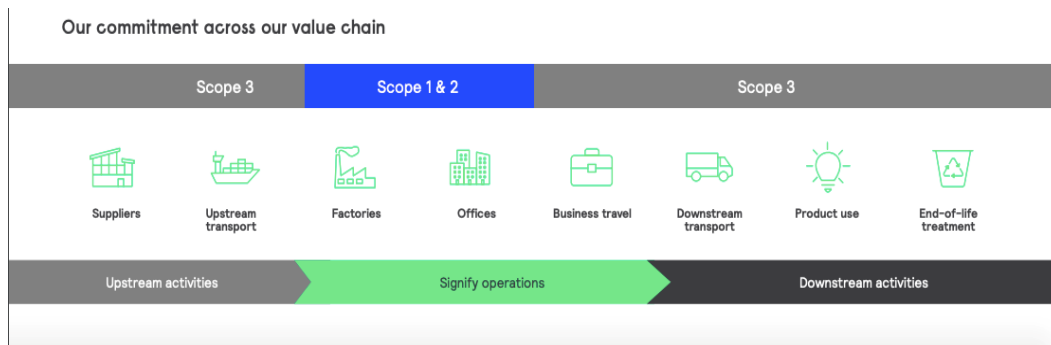 Our commitment across our value chain
Scope 3
Scope 1 & 2
Scope 3
Suppliers
Upstream
transport
Factories
Offices
Business travel
Downstream
transport
Product use
End-of-life
treatment
Upstream activities
Signify operations
Downstream activities